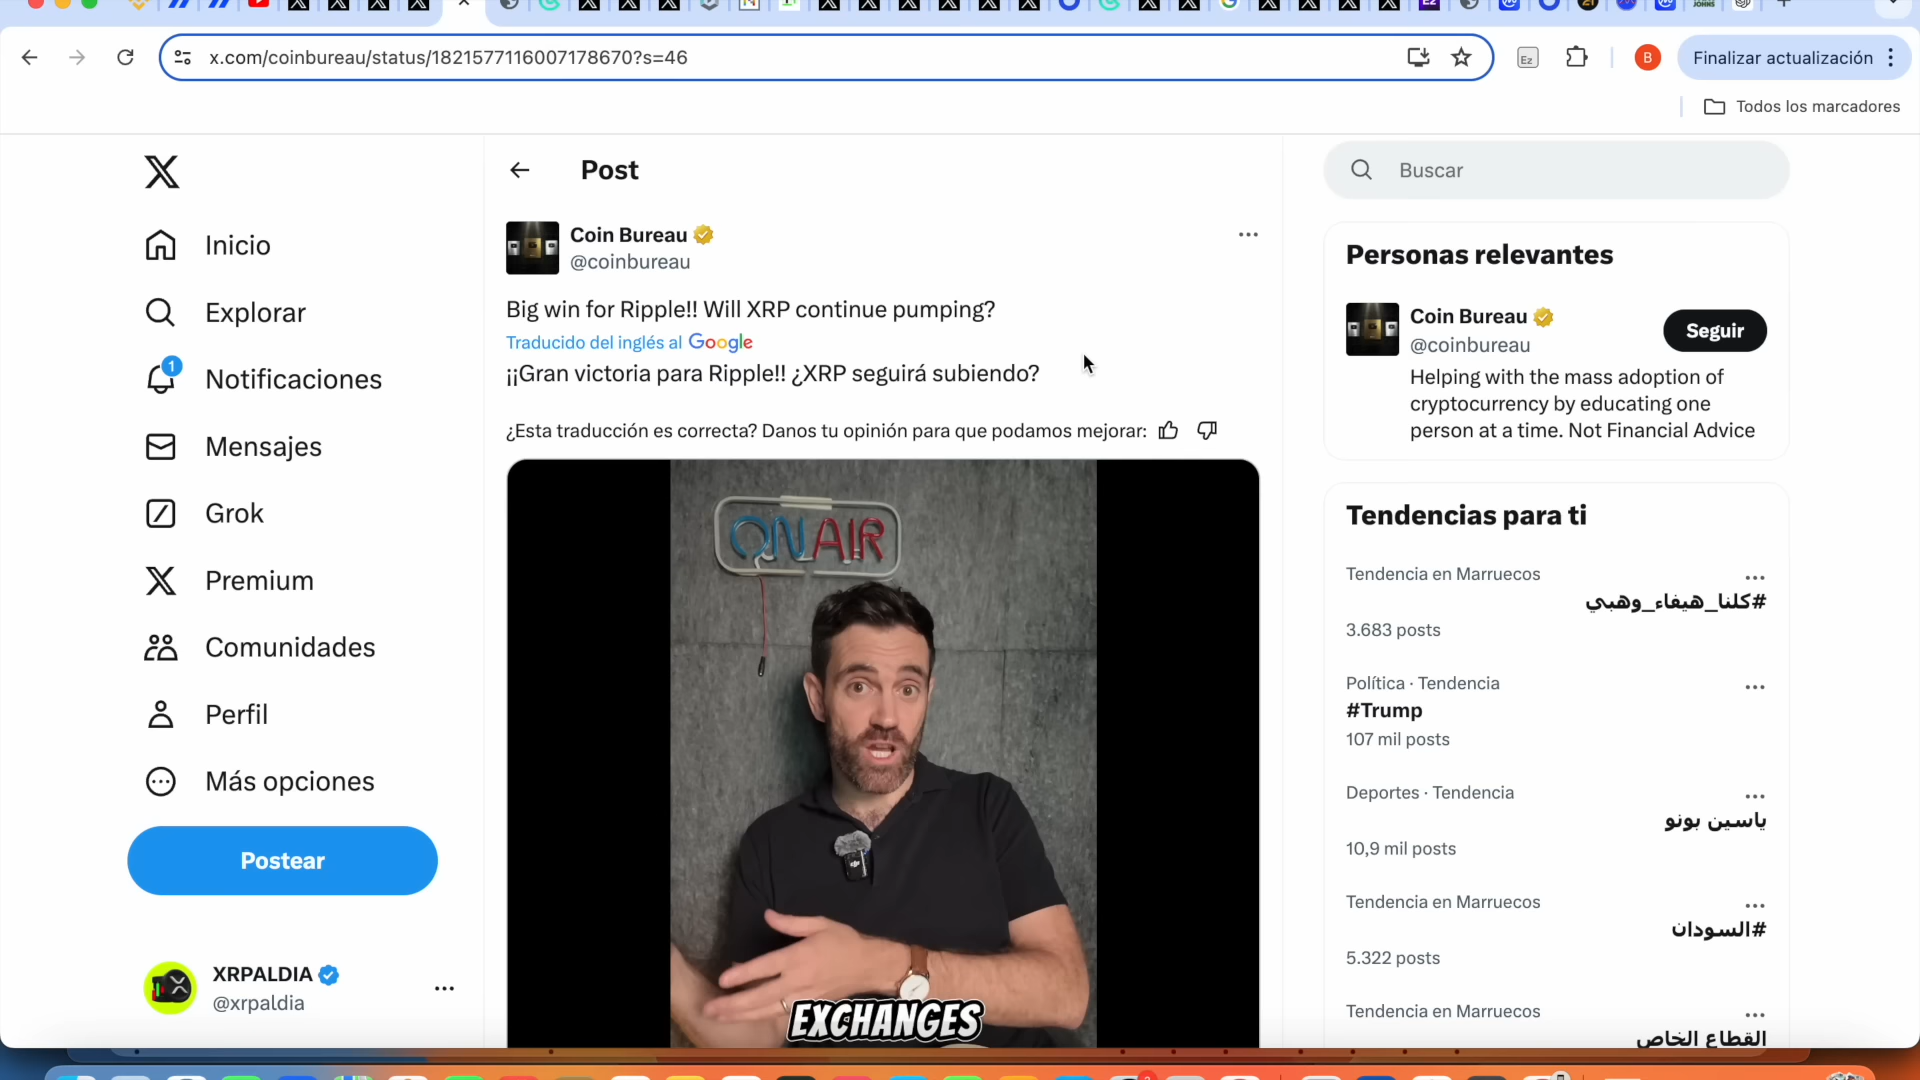 x.com/coinbureau/status/1821577116007178670?s=46
Ez
B
Finalizar actualización
Todos los marcadores
Inicio
Explorar
1
Notificaciones
Mensajes
Grok
Premium
Comunidades
Perfil
Más opciones
Postear
XRPALDIA
@xrpaldia
Post
Coin Bureau
@coinbureau
Big win for Ripple!! Will XRP continue pumping?
Traducido del inglés al Google
¡¡Gran victoria para Ripple!! ¿XRP seguirá subiendo?
¿Esta traducción es correcta? Danos tu opinión para que podamos mejorar:
ON AIR
EXCHANGES
Buscar
Personas relevantes
Coin Bureau
@coinbureau
Seguir
Helping with the mass adoption of
cryptocurrency by educating one
person at a time. Not Financial Advice
Tendencias para ti
Tendencia en Marruecos
#كلنا_هيفاء_وهبي
3.683 posts
Política · Tendencia
#Trump
107 mil posts
Deportes · Tendencia
ياسين بونو
10,9 mil posts
Tendencia en Marruecos
#السودان
5.322 posts
Tendencia en Marruecos
القطاع الخاص